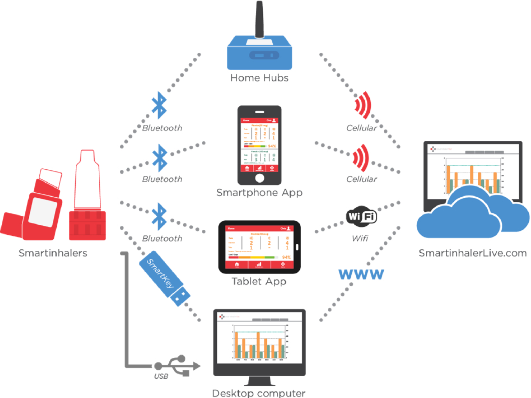 Home Hubs
Bluetooth
Cellular
Smartphone App
Bluetooth
Cellular
Smartinhalers
Bluetooth
WiFi
Wifi
SmartinhalerLive.com
Tablet App
SmartKey
www
USB
Desktop computer